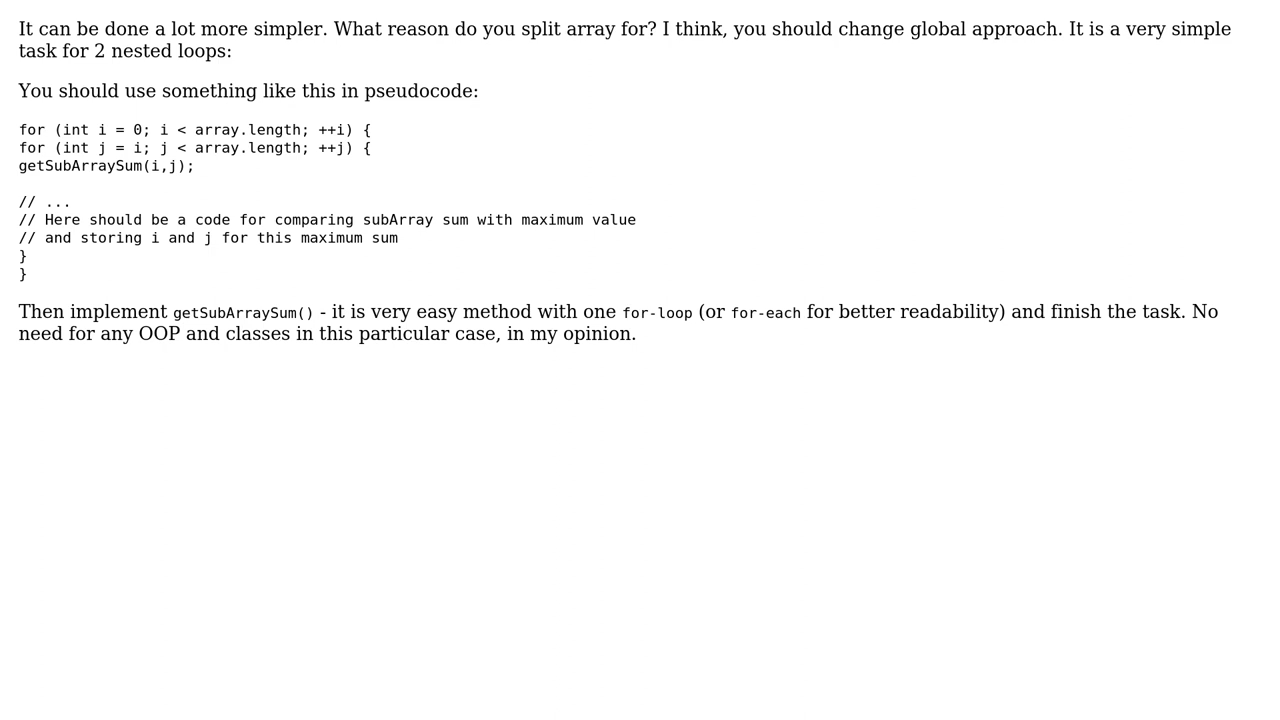 It can be done a lot more simpler. What reason do you split array for? I think, you should change global approach. It is a very simple
task for 2 nested loops:
You should use something like this in pseudocode:
for (int i = 0; i < array.length; ++i) {
for (int j = i; j < array.length; ++j) {
getSubArraySum(i,j);
// ...
// Here should be a code for comparing subArray sum with maximum value
// and storing i and j for this maximum sum
}
}
Then implement getSubArraySum() - it is very easy method with one for-loop (or for-each for better readability) and finish the task. No
need for any OOP and classes in this particular case, in my opinion.